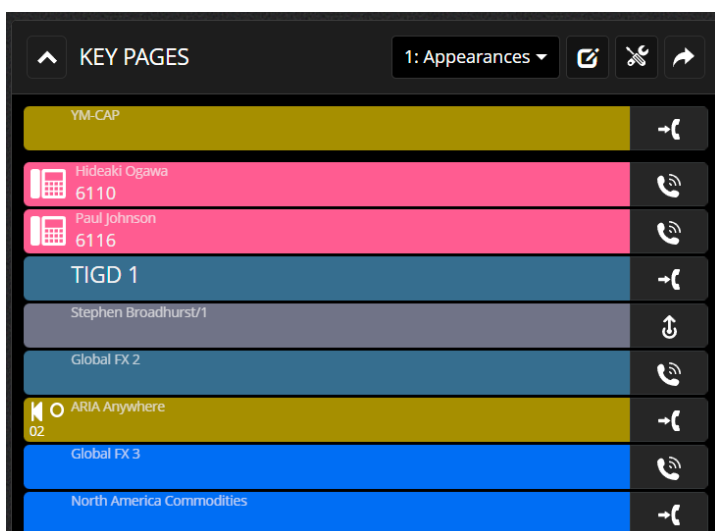 KEY PAGES
1: Appearances
YM-CAP
Hideaki Ogawa
6110
Paul Johnson
6116
TIGD 1
Stephen Broadhurst/1
Global FX 2
ARIA Anywhere
02
Global FX 3
North America Commodities